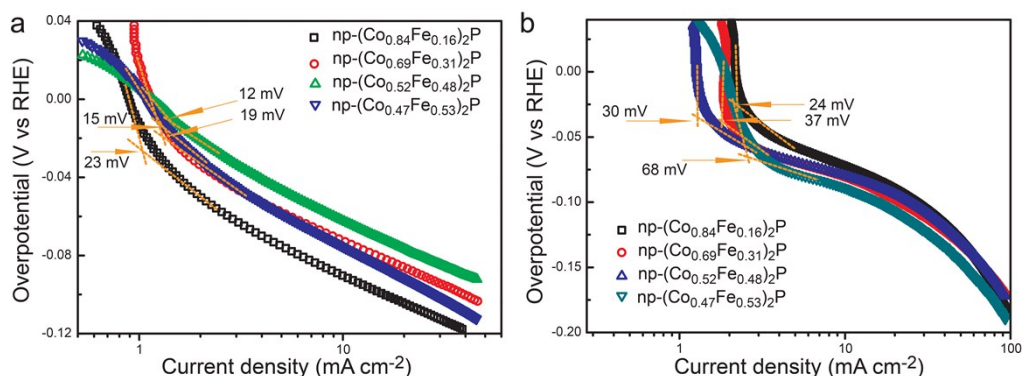 a
Overpotential (V vs RHE)
0.04
0.00
-0.04
-0.08
-0.12
np-(Co0.84Fe0.16)2P
np-(Co0.69Fe0.31)2P
np-(Co0.52Fe0.48)2P
np-(Co0.47Fe0.53)2P
12 mV
15 mV
19 mV
23 mV
1
10
Current density (mA cm-2)
b
Overpotential (V vs RHE)
0.00
-0.05
-0.10
-0.15
-0.20
30 mV
24 mV
37 mV
68 mV
np-(Co0.84Fe0.16)2P
np-(Co0.69Fe0.31)2P
np-(Co0.52Fe0.48)2P
np-(Co0.47Fe0.53)2P
1
10
100
Current density (mA cm-2)